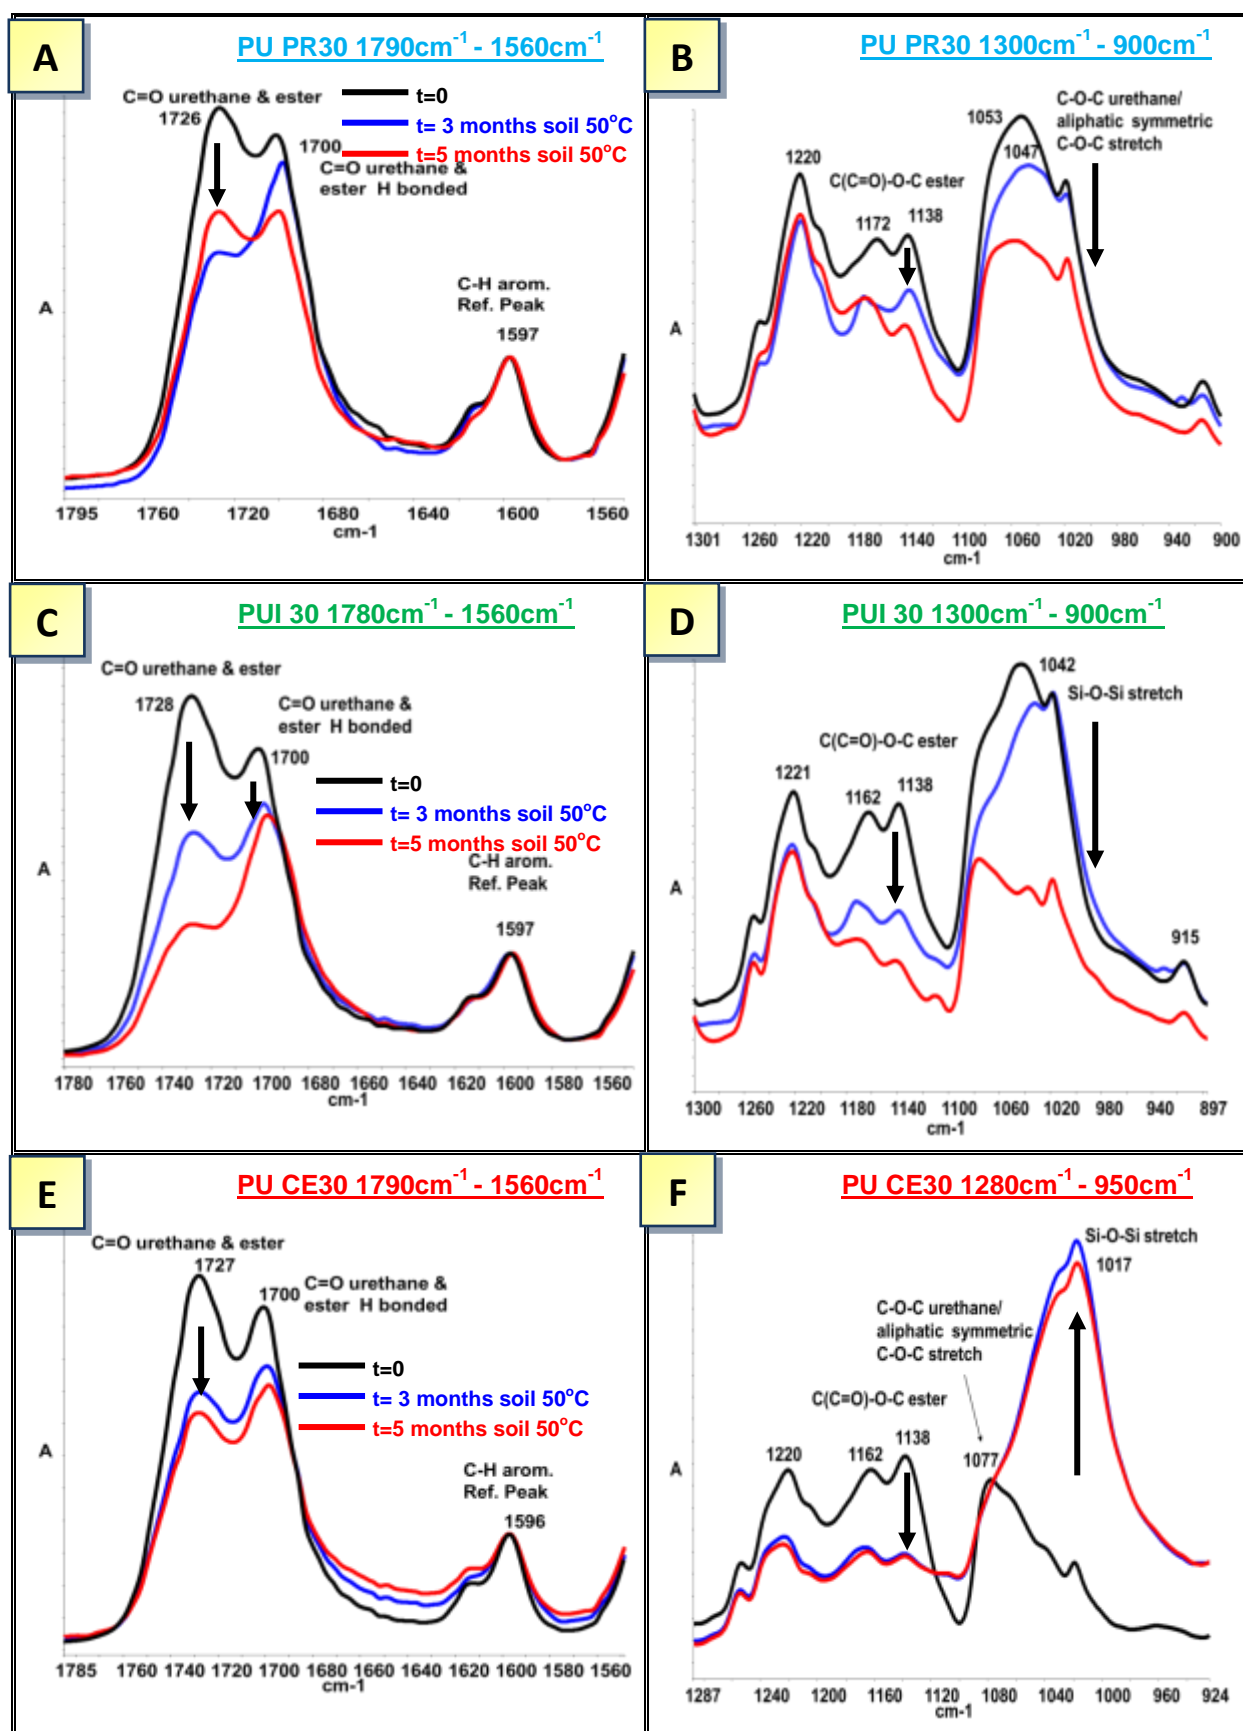 A
PU PR30 1790cm⁻¹ - 1560cm⁻¹
C=O urethane & ester
1726
t=0
t= 3 months soil 50°C
t=5 months soil 50°C
1700
C=O urethane &
ester H bonded
C-H arom.
Ref. Peak
1597
A
1795 1760 1720 1680 1640 1600 1560
cm-1
B
PU PR30 1300cm⁻¹ - 900cm⁻¹
C-O-C urethane/
aliphatic symmetric
C-O-C stretch
1053
1047
1220
C(C=O)-O-C ester
1172 1138
A
1301 1260 1220 1180 1140 1100 1060 1020 980 940 900
cm-1
C
PUI 30 1780cm⁻¹ - 1560cm⁻¹
C=O urethane & ester
1728
C=O urethane &
ester H bonded
1700
t=0
t= 3 months soil 50°C
t=5 months soil 50°C
C-H arom.
Ref. Peak
1597
A
1780 1760 1740 1720 1700 1680 1660 1640 1620 1600 1560
cm-1
D
PUI 30 1300cm⁻¹ - 900cm⁻¹
1042
Si-O-Si stretch
C(C=O)-O-C ester
1221 1162 1138
915
A
1300 1260 1220 1180 1140 1100 1060 1020 980 940 897
cm-1
E
PU CE30 1790cm⁻¹ - 1560cm⁻¹
C=O urethane & ester
1727
C=O urethane &
ester H bonded
1700
t=0
t= 3 months soil 50°C
t=5 months soil 50°C
C-H arom.
Ref. Peak
1596
A
1785 1760 1740 1720 1700 1680 1660 1640 1620 1600 1560
cm-1
F
PU CE30 1280cm⁻¹ - 950cm⁻¹
Si-O-Si stretch
1017
C-O-C urethane/
aliphatic symmetric
C-O-C stretch
C(C=O)-O-C ester
1220 1162 1138 1077
A
1287 1240 1200 1160 1120 1080 1040 1000 960 924
cm-1